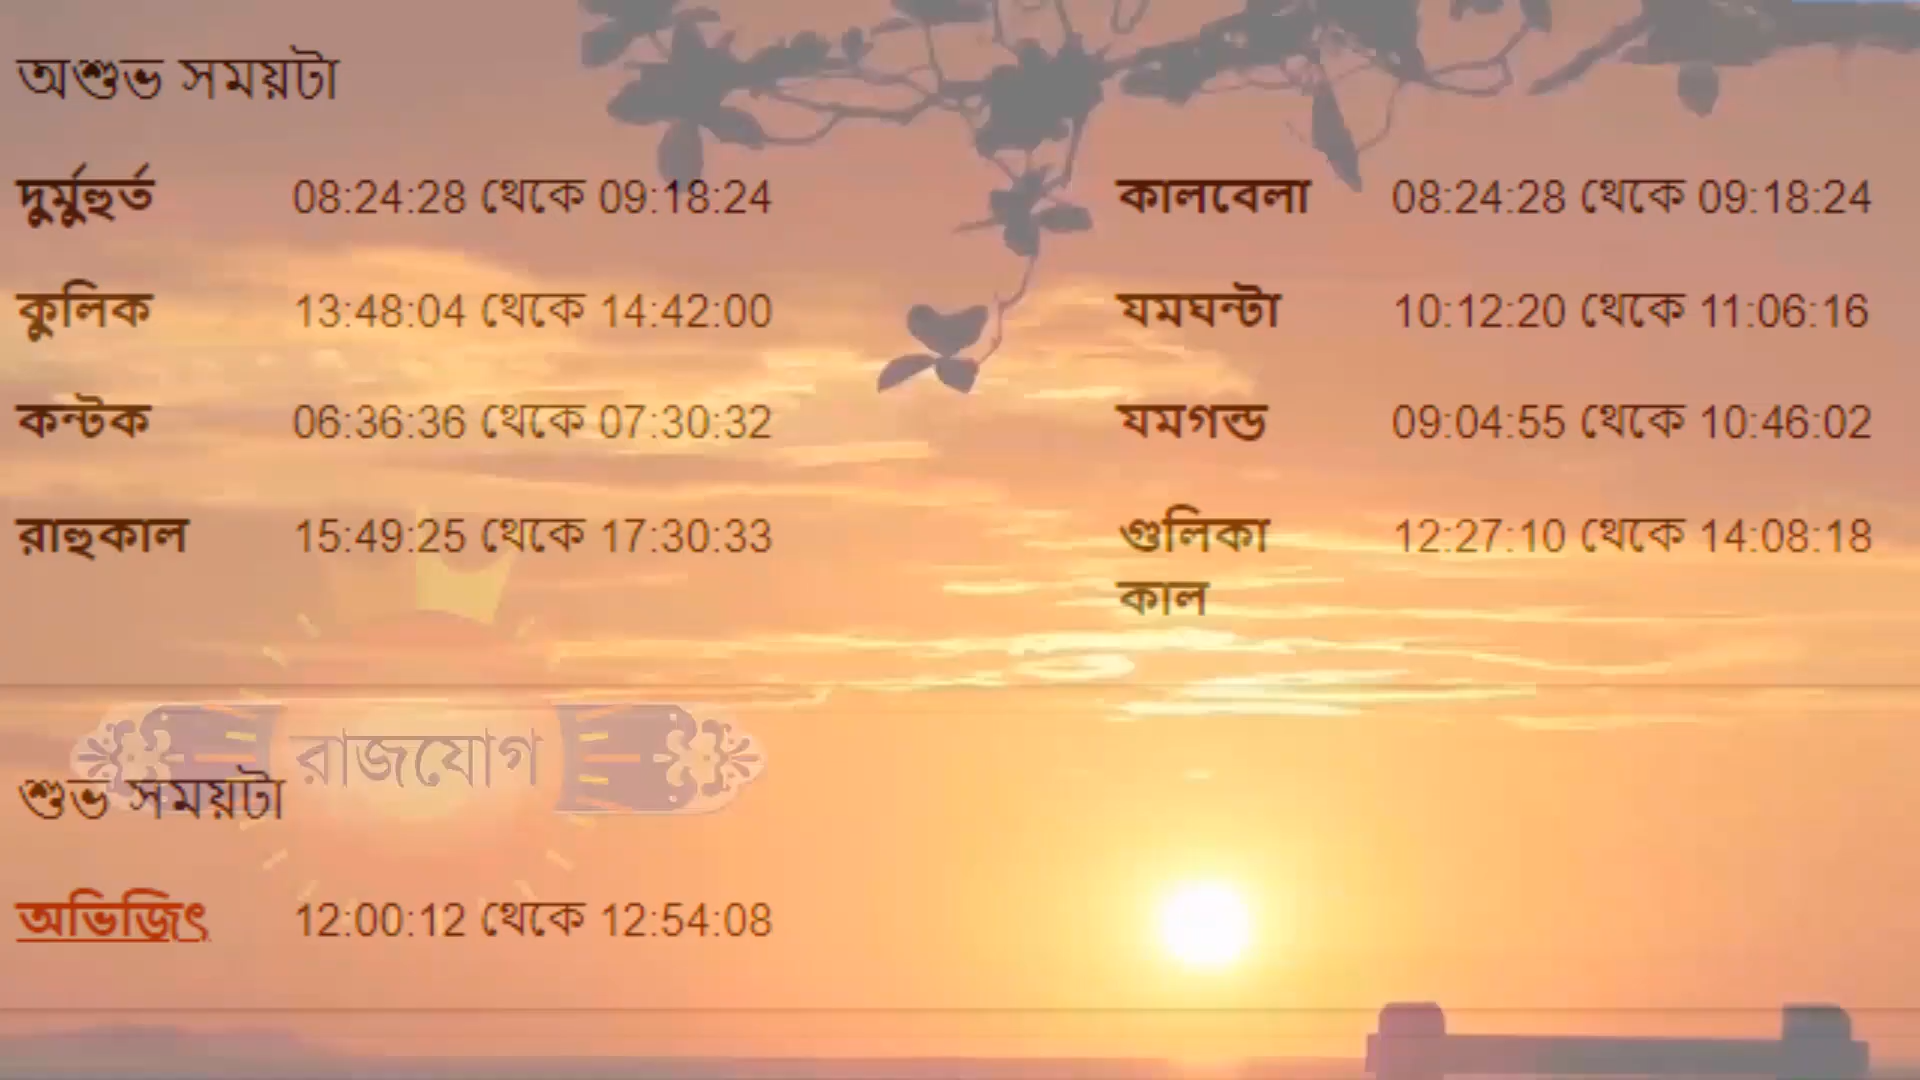 অশুভ সময়টা
দুর্মুহুর্ত 08:24:28 থেকে 09:18:24 কালবেলা 08:24:28 থেকে 09:18:24
কুলিক 13:48:04 থেকে 14:42:00 যমঘন্টা 10:12:20 থেকে 11:06:16
কন্টক 06:36:36 থেকে 07:30:32 যমগন্ড 09:04:55 থেকে 10:46:02
রাহুকাল 15:49:25 থেকে 17:30:33 গুলিকা 12:27:10 থেকে 14:08:18
কাল
রাজযোগ
শুভ সময়টা
অভিজিৎ 12:00:12 থেকে 12:54:08